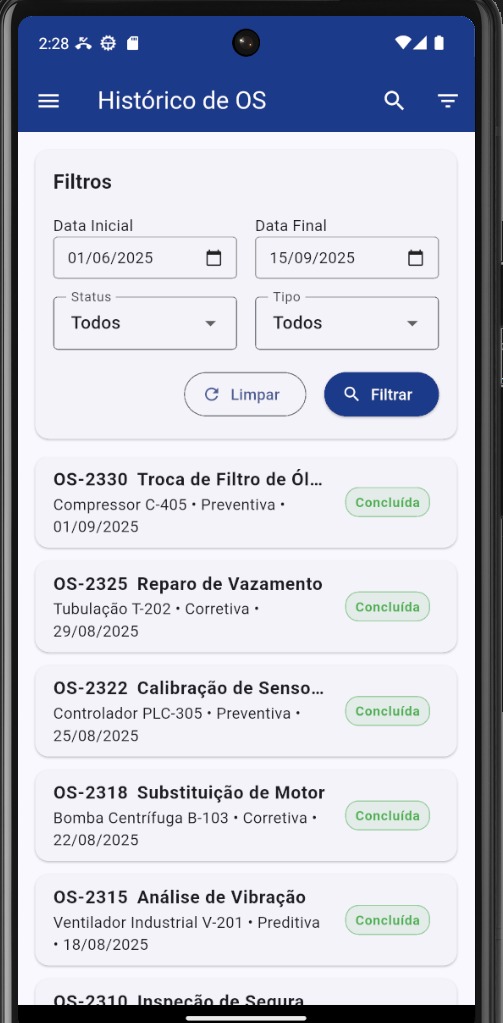 2:28
Histórico de OS
Filtros
Data Inicial
Data Final
01/06/2025
15/09/2025
Status
Tipo
Todos
Todos
Limpar
Filtrar
OS-2330 Troca de Filtro de Ól...
Compressor C-405 • Preventiva •
01/09/2025
Concluída
OS-2325 Reparo de Vazamento
Tubulação T-202 • Corretiva •
29/08/2025
Concluída
OS-2322 Calibração de Senso...
Controlador PLC-305 • Preventiva •
25/08/2025
Concluída
OS-2318 Substituição de Motor
Bomba Centrífuga B-103 • Corretiva •
22/08/2025
Concluída
OS-2315 Análise de Vibração
Ventilador Industrial V-201 • Preditiva
• 18/08/2025
Concluída
OS-2310 Inspeção de Segura